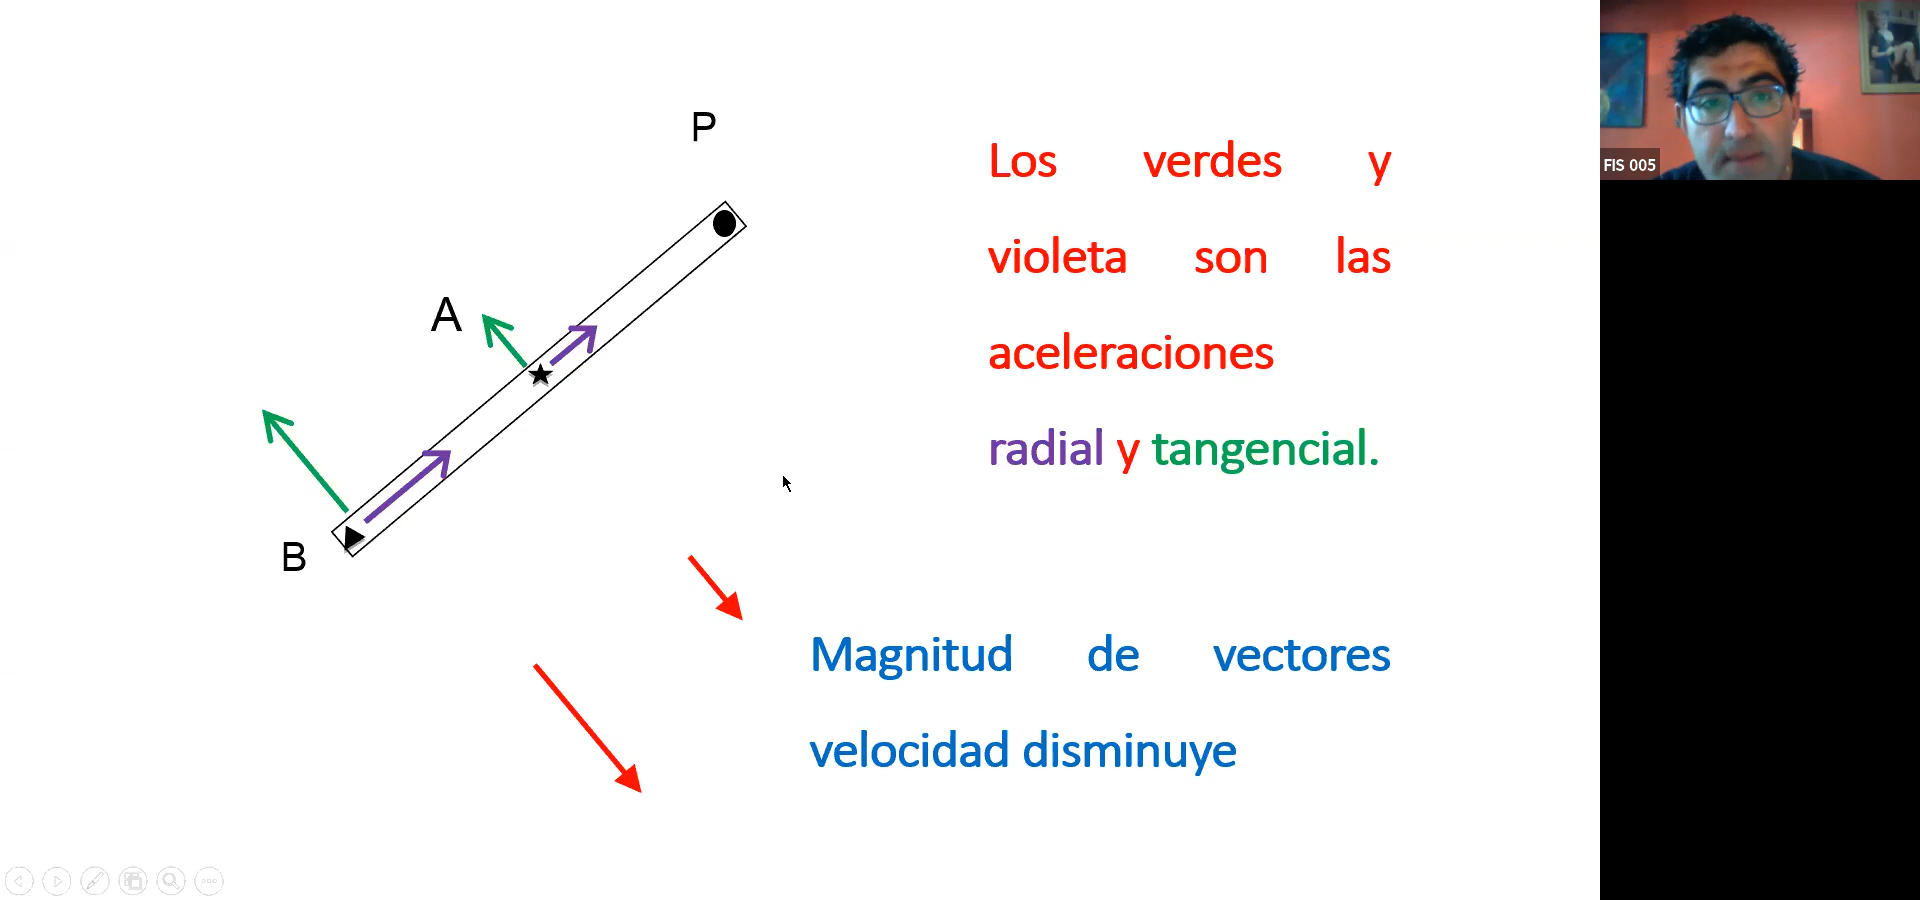 P
A
B
Los verdes y
violeta son las
aceleraciones
radial y tangencial.
Magnitud de vectores
velocidad disminuye
FIS 005